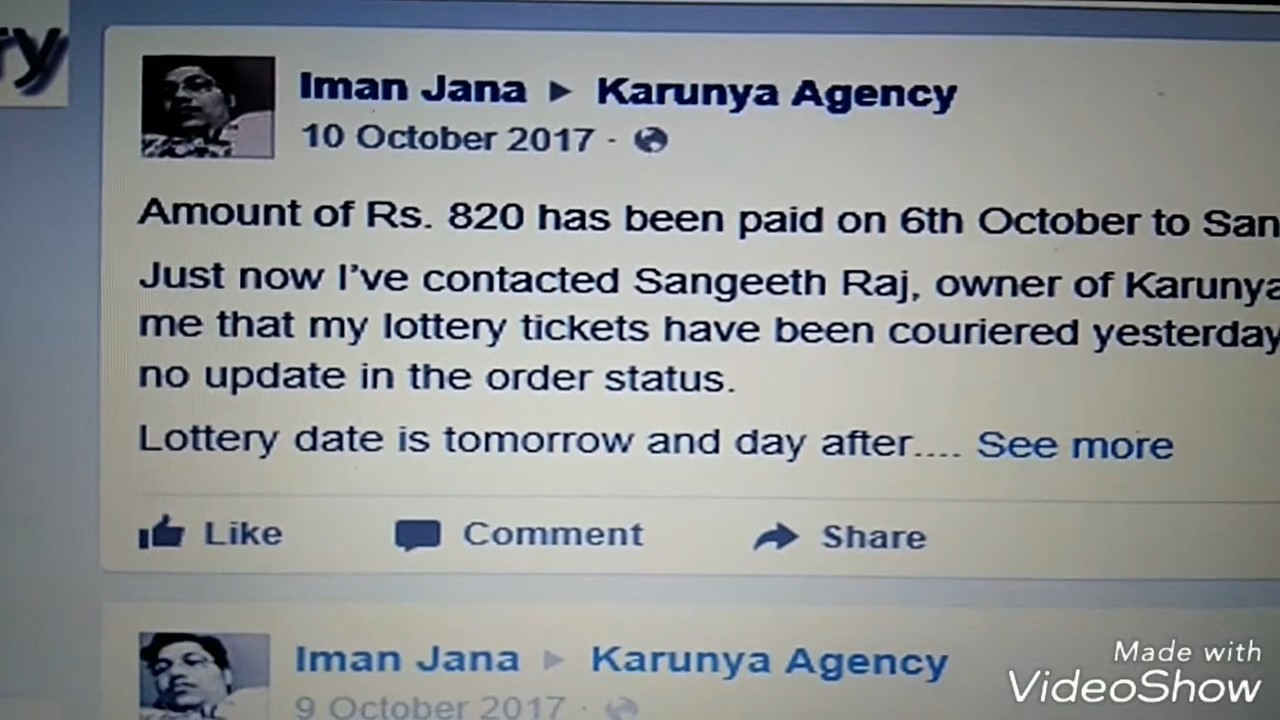 ry
Iman Jana ▶ Karunya Agency
10 October 2017 ·
Amount of Rs. 820 has been paid on 6th October to San
Just now I've contacted Sangeeth Raj, owner of Karunya
me that my lottery tickets have been couriered yesterday
no update in the order status.
Lottery date is tomorrow and day after.... See more
Like Comment Share
Iman Jana ▶ Karunya Agency
9 October 2017 ·
Made with
VideoShow